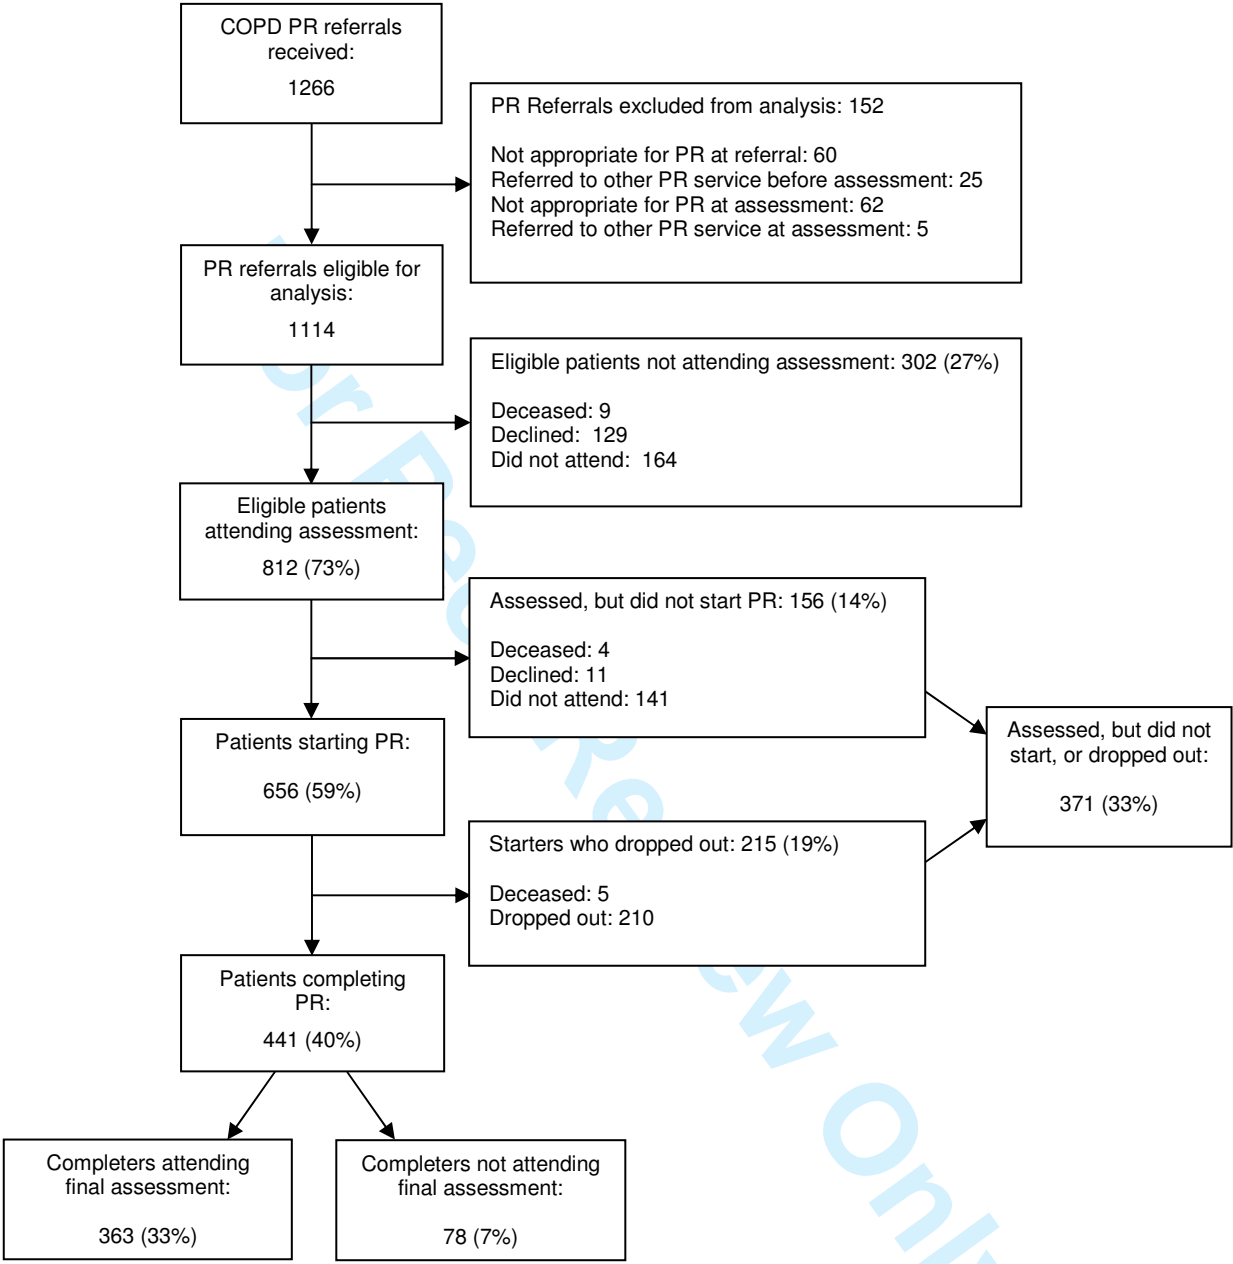 COPD PR referrals
received:
1266
PR Referrals excluded from analysis: 152
Not appropriate for PR at referral: 60
Referred to other PR service before assessment: 25
Not appropriate for PR at assessment: 62
Referred to other PR service at assessment: 5
PR referrals eligible for
analysis:
1114
Eligible patients not attending assessment: 302 (27%)
Deceased: 9
Declined:  129
Did not attend:  164
Eligible patients
attending assessment:
812 (73%)
Assessed, but did not start PR: 156 (14%)
Deceased: 4
Declined: 11
Did not attend: 141
Patients starting PR:
656 (59%)
Assessed, but did not
start, or dropped out:
371 (33%)
Starters who dropped out: 215 (19%)
Deceased: 5
Dropped out: 210
Patients completing
PR:
441 (40%)
Completers attending
final assessment:
363 (33%)
Completers not attending
final assessment:
78 (7%)